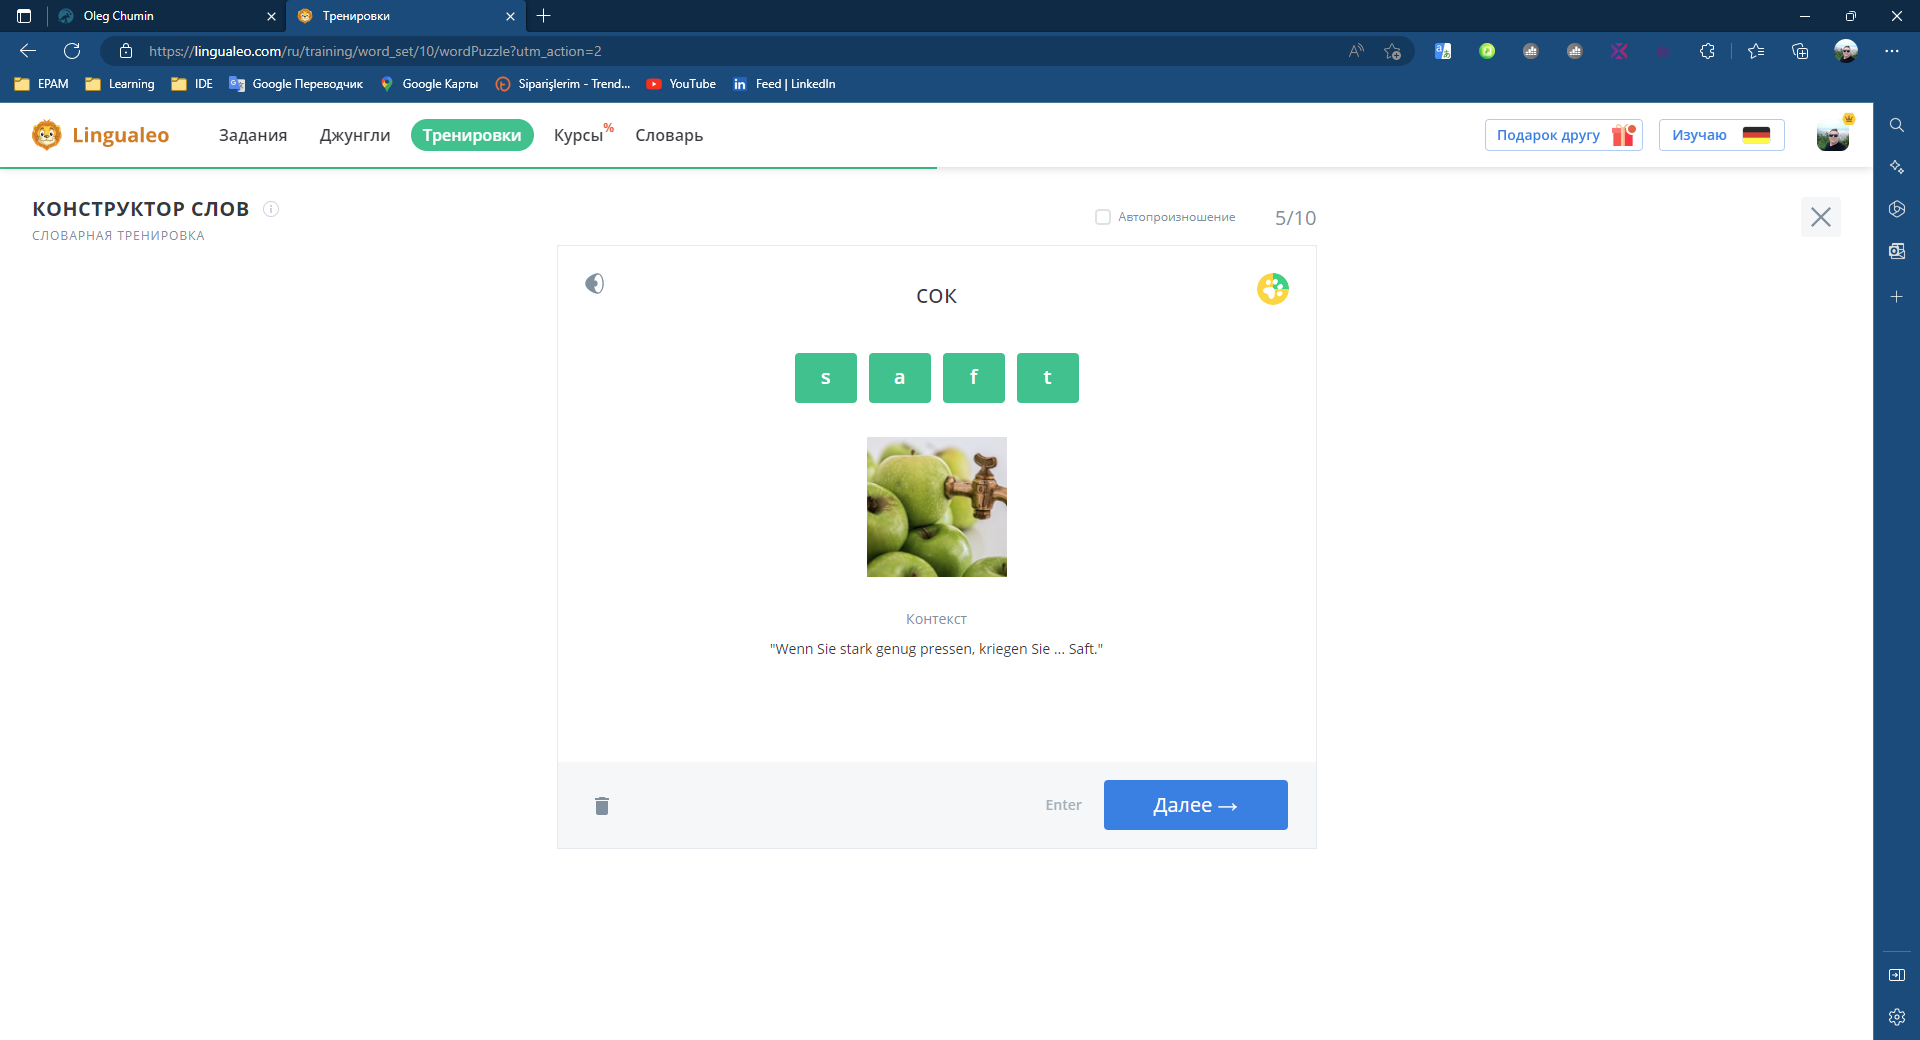 Oleg Chumin
Тренировки
https://lingualeo.com/ru/training/word_set/10/wordPuzzle?utm_action=2
EPAM
Learning
IDE
Google Переводчик
Google Карты
Siparişlerim - Trend...
YouTube
Feed | LinkedIn
Lingualeo
Задания
Джунгли
Тренировки
Курсы%
Словарь
Подарок другу
Изучаю
КОНСТРУКТОР СЛОВ
СЛОВАРНАЯ ТРЕНИРОВКА
Автопроизношение
5/10
сок
s a f t
Контекст
"Wenn Sie stark genug pressen, kriegen Sie ... Saft."
Enter
Далее →